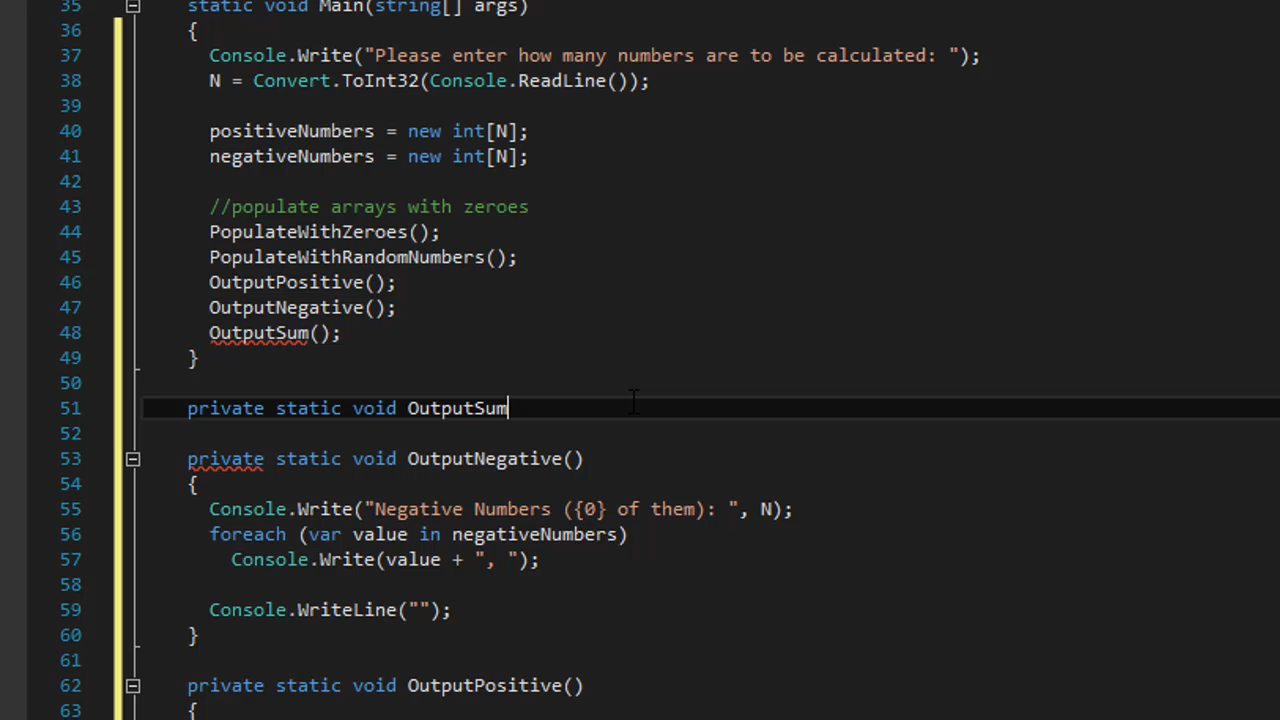 35 static void Main(string[] args)
36 {
37 Console.Write("Please enter how many numbers are to be calculated: ");
38 N = Convert.ToInt32(Console.ReadLine());
39
40 positiveNumbers = new int[N];
41 negativeNumbers = new int[N];
42
43 //populate arrays with zeroes
44 PopulateWithZeroes();
45 PopulateWithRandomNumbers();
46 OutputPositive();
47 OutputNegative();
48 OutputSum();
49 }
50
51 private static void OutputSum
52
53 private static void OutputNegative()
54 {
55 Console.Write("Negative Numbers ({0} of them): ", N);
56 foreach (var value in negativeNumbers)
57 Console.Write(value + ", ");
58
59 Console.WriteLine("");
60 }
61
62 private static void OutputPositive()
63 {